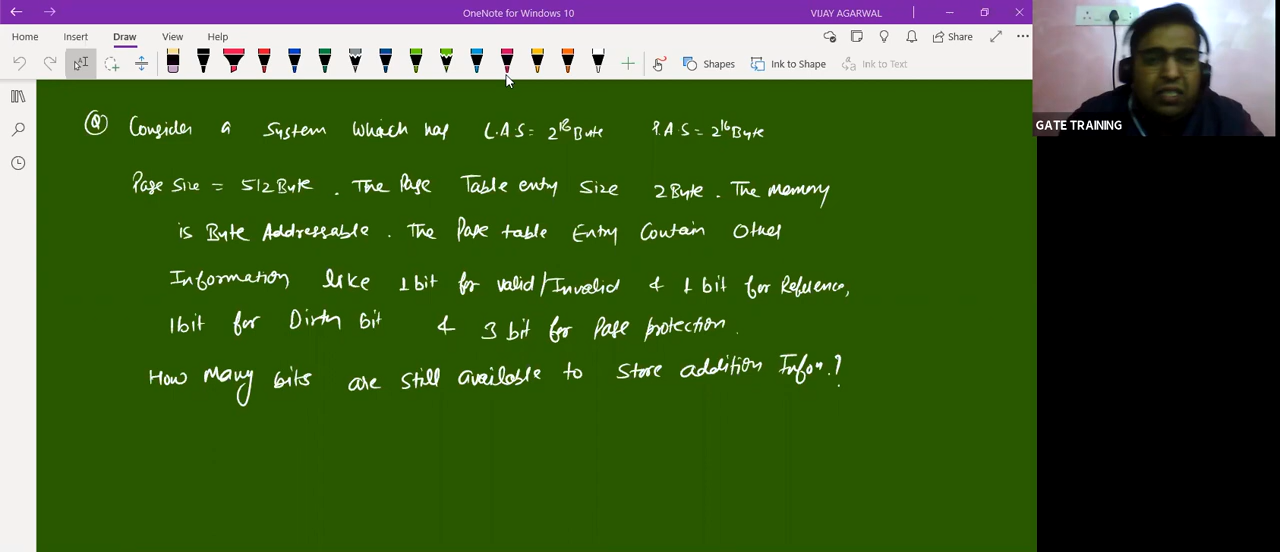 OneNote for Windows 10
VIJAY AGARWAL
Home Insert Draw View Help
Share
Shapes Ink to Shape Ink to Text
GATE TRAINING
Q Consider a system which has L.A.S = 2^18 Byte P.A.S = 2^16 Byte
Page Size = 512 Byte. The Page Table entry size 2 Byte. The memory
is Byte Addressable. The Page table Entry Contain Other
Information like 1 bit for valid/Invalid & 1 bit for Reference,
1 bit for Dirty bit & 3 bit for Page protection.
How many bits are still available to store addition Infon.?